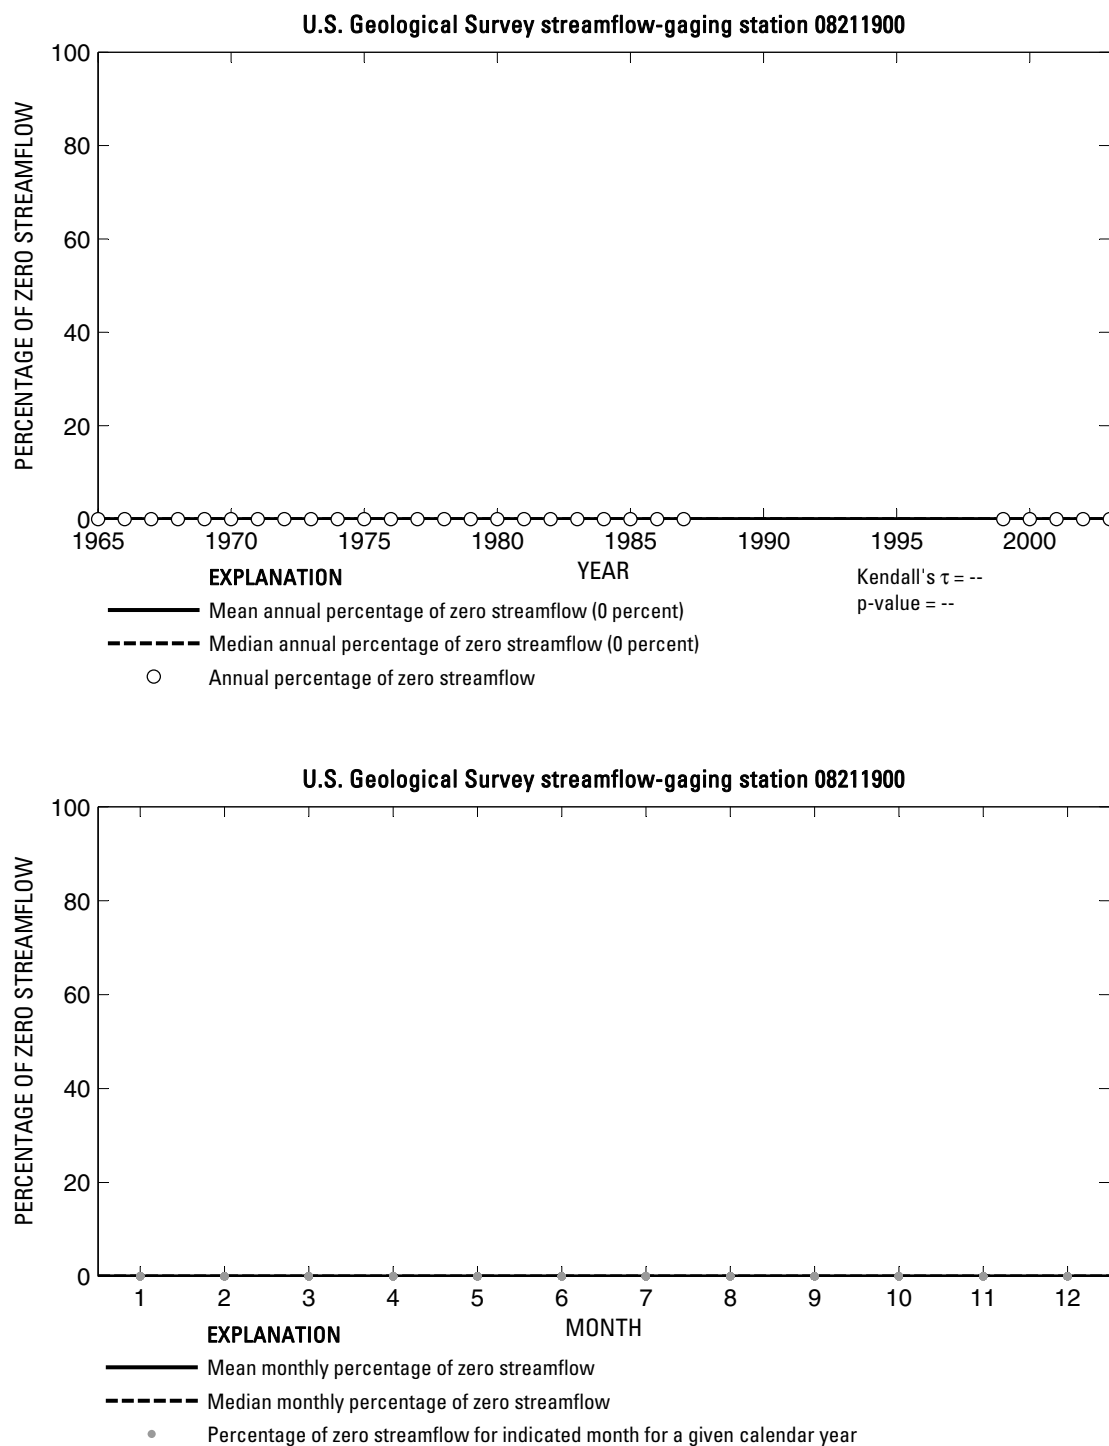 U.S. Geological Survey streamflow-gaging station 08211900
PERCENTAGE OF ZERO STREAMFLOW
100
80
60
40
20
0
1965 1970 1975 1980 1985 1990 1995 2000
YEAR
EXPLANATION
Mean annual percentage of zero streamflow (0 percent)
Median annual percentage of zero streamflow (0 percent)
Annual percentage of zero streamflow
Kendall's τ = --
p-value = --
U.S. Geological Survey streamflow-gaging station 08211900
PERCENTAGE OF ZERO STREAMFLOW
100
80
60
40
20
0
1 2 3 4 5 6 7 8 9 10 11 12
MONTH
EXPLANATION
Mean monthly percentage of zero streamflow
Median monthly percentage of zero streamflow
Percentage of zero streamflow for indicated month for a given calendar year